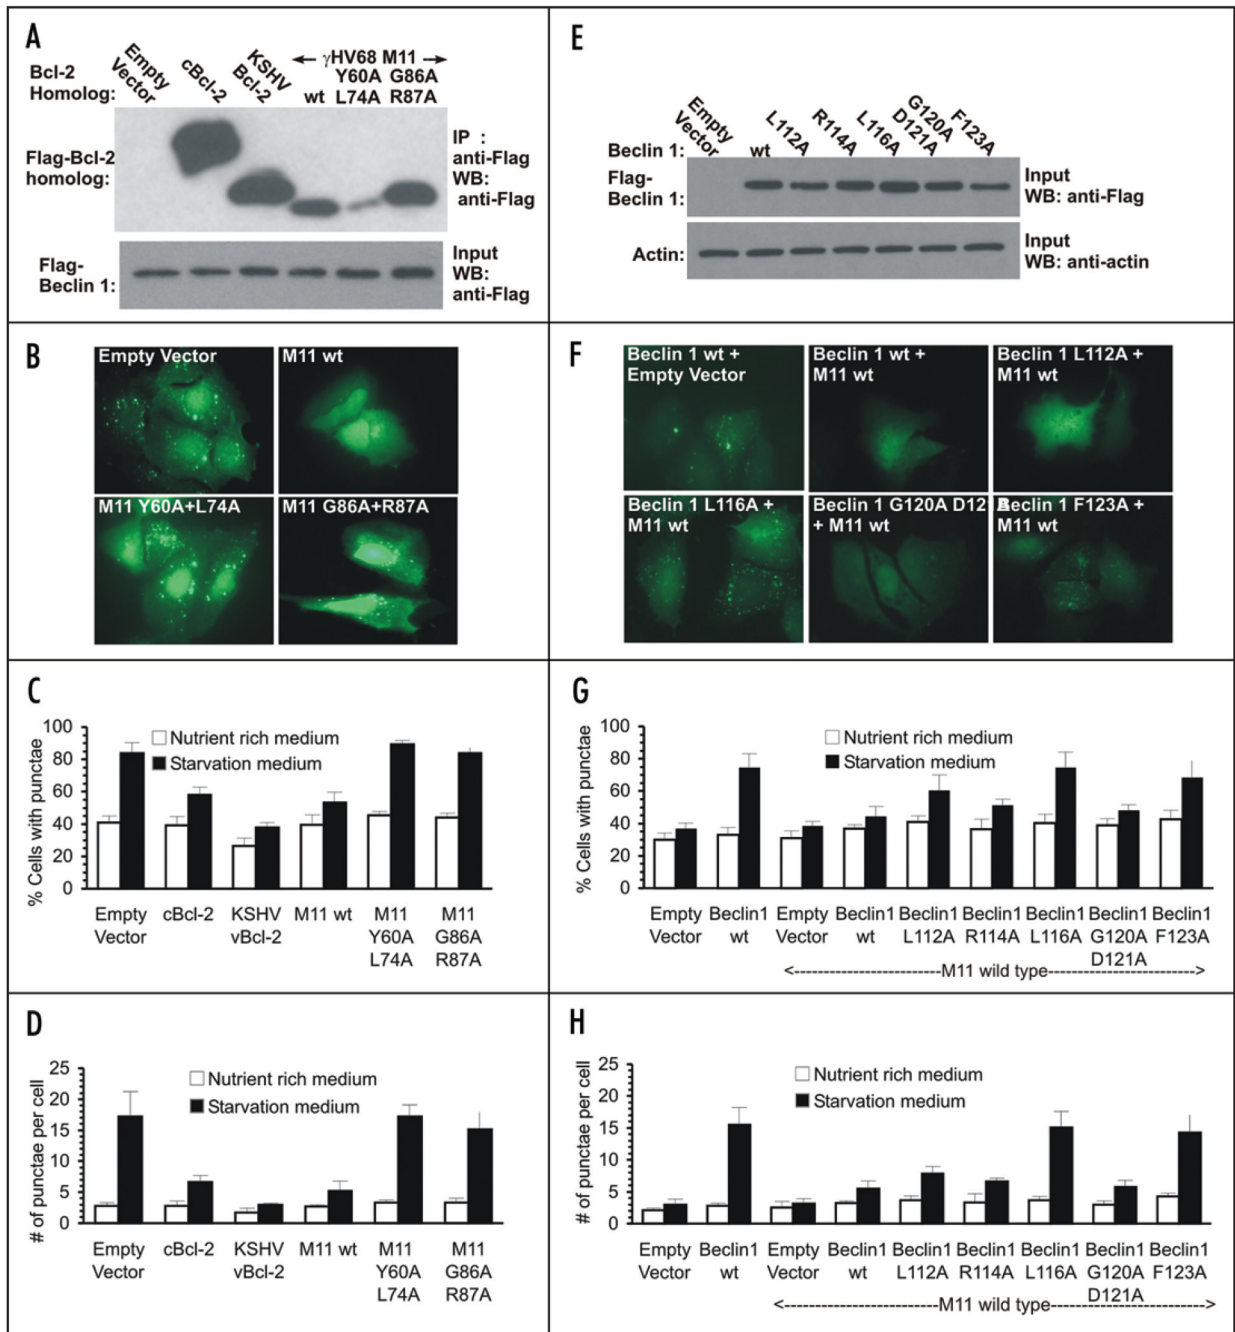 A
Bcl-2
Homolog:
Empty
Vector
cBcl-2
KSHV
Bcl-2
← γHV68 M11 →
wt
Y60A
L74A
G86A
R87A
Flag-Bcl-2
homolog:
IP :
anti-Flag
WB:
anti-Flag
Flag-
Beclin 1:
Input
WB:
anti-Flag
E
Beclin 1:
Empty
Vector
wt
L112A
R114A
L116A
G120A
D121A
F123A
Flag-
Beclin 1:
Input
WB: anti-Flag
Actin:
Input
WB: anti-actin
B
Empty Vector
M11 wt
M11 Y60A+L74A
M11 G86A+R87A
F
Beclin 1 wt +
Empty Vector
Beclin 1 wt +
M11 wt
Beclin 1 L112A +
M11 wt
Beclin 1 L116A +
M11 wt
Beclin 1 G120A D12
+ M11 wt
Beclin 1 F123A +
M11 wt
C
% Cells with punctae
100
80
60
40
20
0
Nutrient rich medium
Starvation medium
Empty
Vector
cBcl-2
KSHV
vBcl-2
M11 wt
M11
Y60A
L74A
M11
G86A
R87A
G
% Cells with punctae
100
80
60
40
20
0
Nutrient rich medium
Starvation medium
Empty
Vector
Beclin1
wt
Empty
Vector
Beclin1
wt
Beclin1
L112A
Beclin1
R114A
Beclin1
L116A
Beclin1
G120A
D121A
Beclin1
F123A
<---------------------M11 wild type--------------------->
D
# of punctae per cell
25
20
15
10
5
0
Nutrient rich medium
Starvation medium
Empty
Vector
cBcl-2
KSHV
vBcl-2
M11 wt
M11
Y60A
L74A
M11
G86A
R87A
H
# of punctae per cell
25
20
15
10
5
0
Nutrient rich medium
Starvation medium
Empty
Vector
Beclin1
wt
Empty
Vector
Beclin1
wt
Beclin1
L112A
Beclin1
R114A
Beclin1
L116A
Beclin1
G120A
D121A
Beclin1
F123A
<---------------------M11 wild type--------------------->